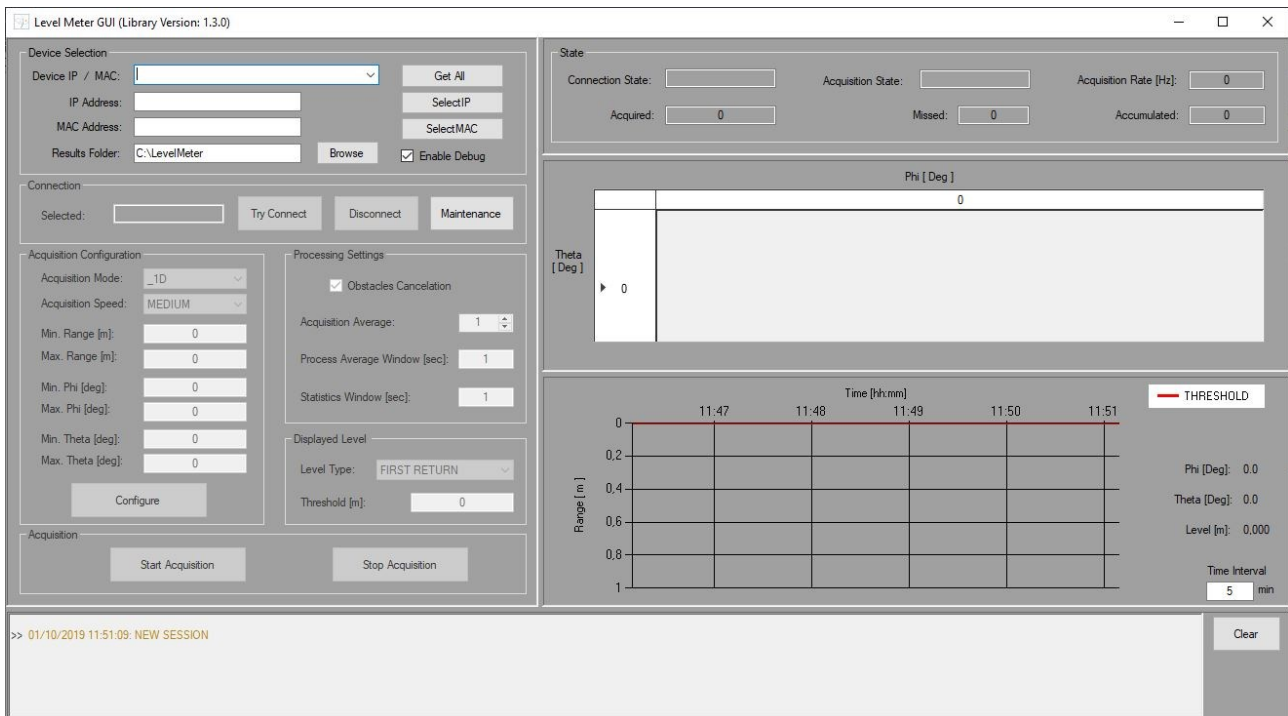 Level Meter GUI (Library Version: 1.3.0)
Device Selection
Device IP / MAC:
Get All
IP Address:
SelectIP
MAC Address:
SelectMAC
Results Folder: C:\LevelMeter
Browse
Enable Debug
Connection
Selected:
Try Connect
Disconnect
Maintenance
Acquisition Configuration
Acquisition Mode: _1D
Acquisition Speed: MEDIUM
Min. Range [m]: 0
Max. Range [m]: 0
Min. Phi [deg]: 0
Max. Phi [deg]: 0
Min. Theta [deg]: 0
Max. Theta [deg]: 0
Configure
Processing Settings
Obstacles Cancelation
Acquisition Average: 1
Process Average Window [sec]: 1
Statistics Window [sec]: 1
Displayed Level
Level Type: FIRST RETURN
Threshold [m]: 0
Acquisition
Start Acquisition
Stop Acquisition
State
Connection State:
Acquisition State:
Acquisition Rate [Hz]: 0
Acquired: 0
Missed: 0
Accumulated: 0
Phi [ Deg ]
0
Theta
[ Deg ]
0
Time [hh:mm]
11:47 11:48 11:49 11:50 11:51
Range [ m ]
0
0,2
0,4
0,6
0,8
1
THRESHOLD
Phi [Deg]: 0.0
Theta [Deg]: 0.0
Level [m]: 0,000
Time Interval
5 min
>> 01/10/2019 11:51:09: NEW SESSION
Clear